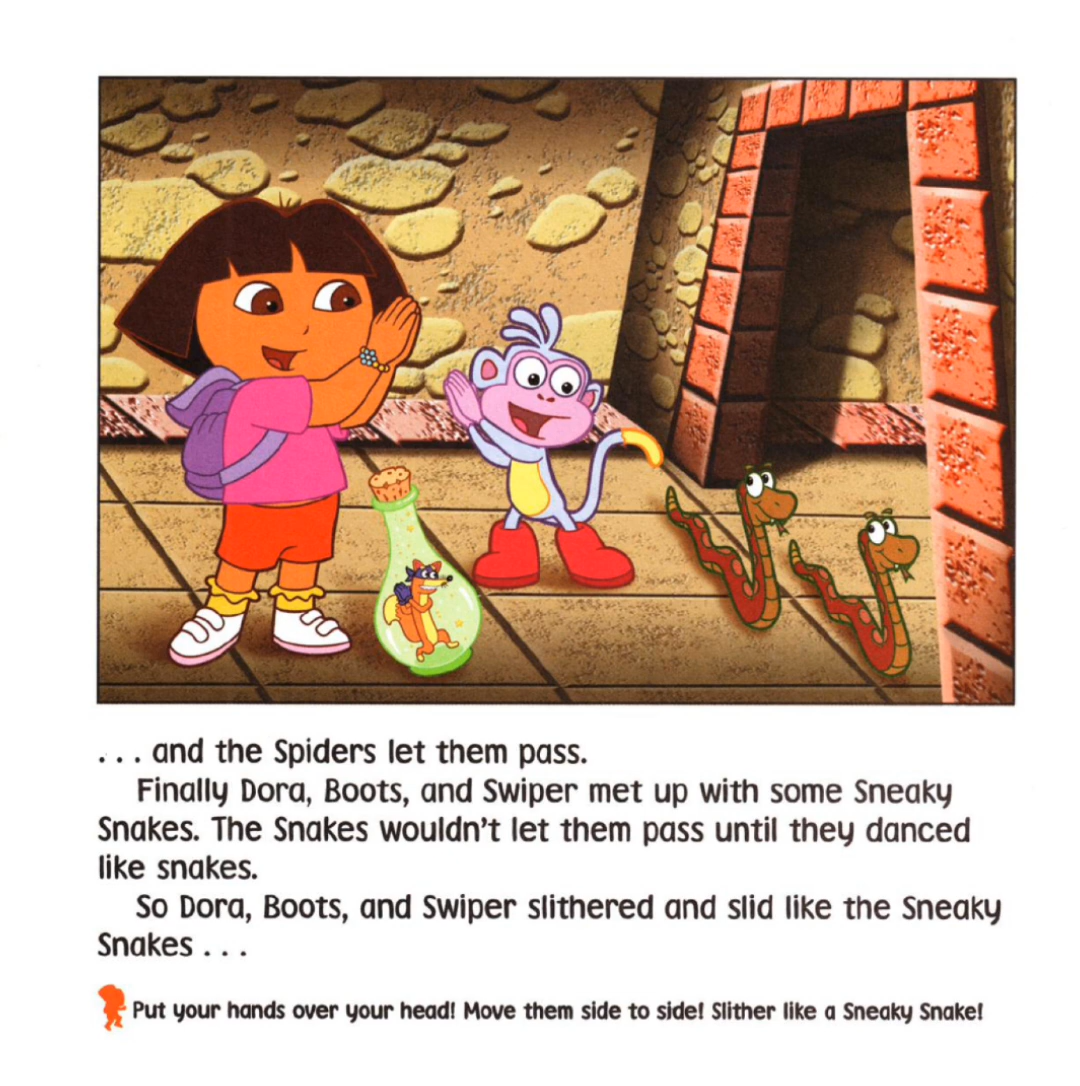 . . . and the Spiders let them pass.
Finally Dora, Boots, and Swiper met up with some Sneaky
Snakes. The Snakes wouldn't let them pass until they danced
like snakes.
So Dora, Boots, and Swiper slithered and slid like the Sneaky
Snakes . . .
Put your hands over your head! Move them side to side! Slither like a Sneaky Snake!